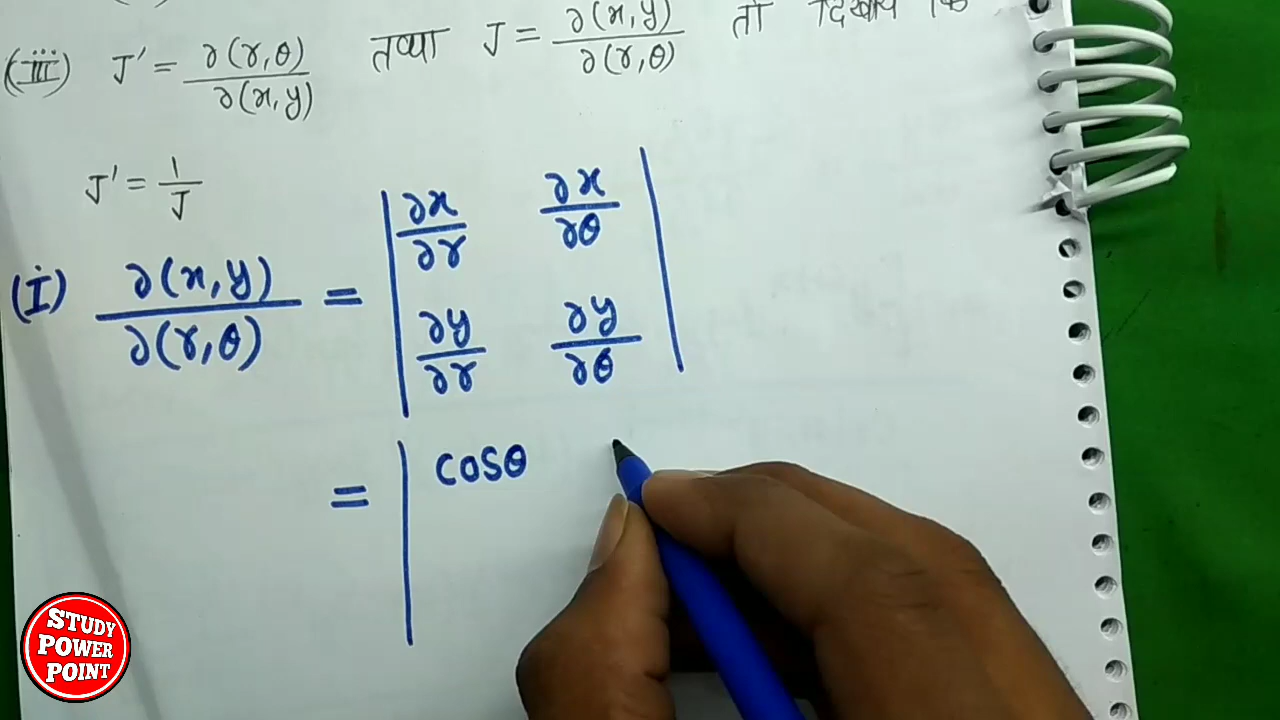 (iii) J' = ∂(r,θ)/∂(x,y) तथा J = ∂(x,y)/∂(r,θ) तो दिखाय कि
J' = 1/J
(I) ∂(x,y)/∂(r,θ) = | ∂x/∂r ∂x/∂θ |
| ∂y/∂r ∂y/∂θ |
= | cosθ
STUDY
POWER
POINT